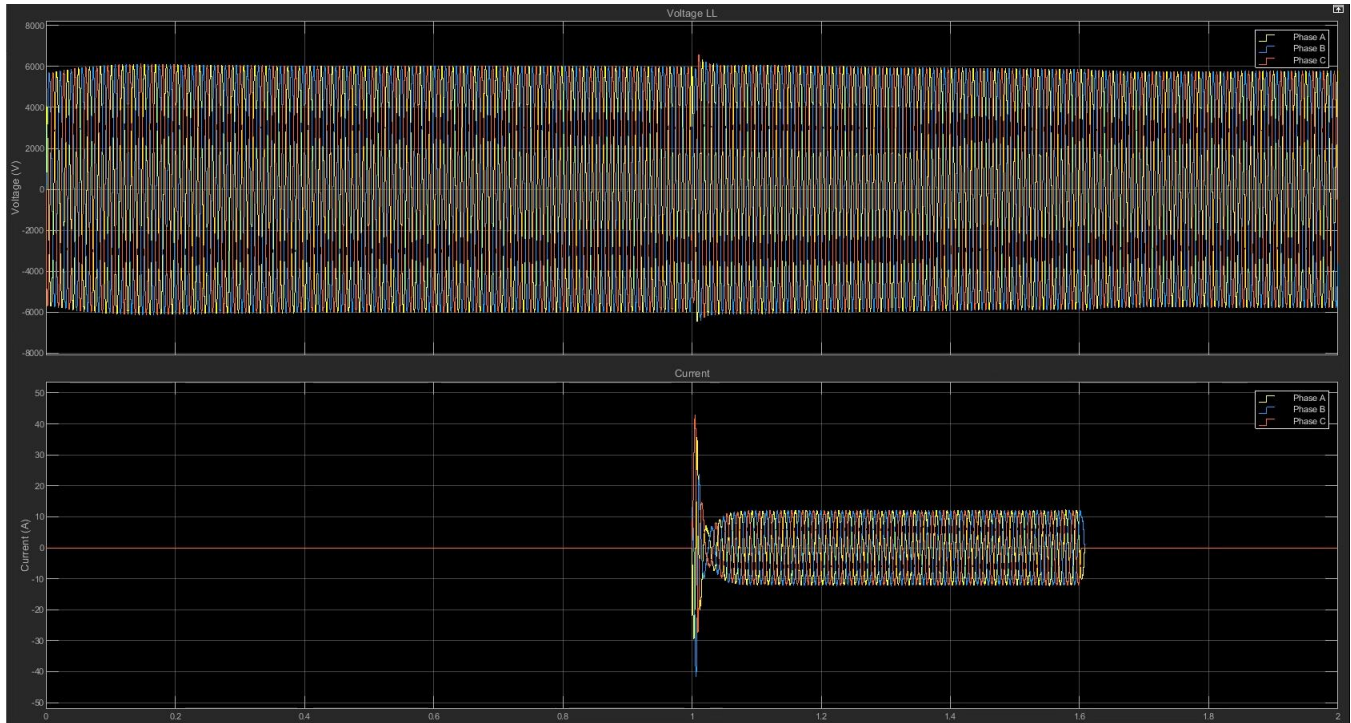 Voltage LL
Voltage (V)
8000
6000
4000
2000
0
-2000
-4000
-6000
-8000
Phase A
Phase B
Phase C
Current
Current (A)
50
40
30
20
10
0
-10
-20
-30
-40
-50
Phase A
Phase B
Phase C
0 0.2 0.4 0.6 0.8 1 1.2 1.4 1.6 1.8 2